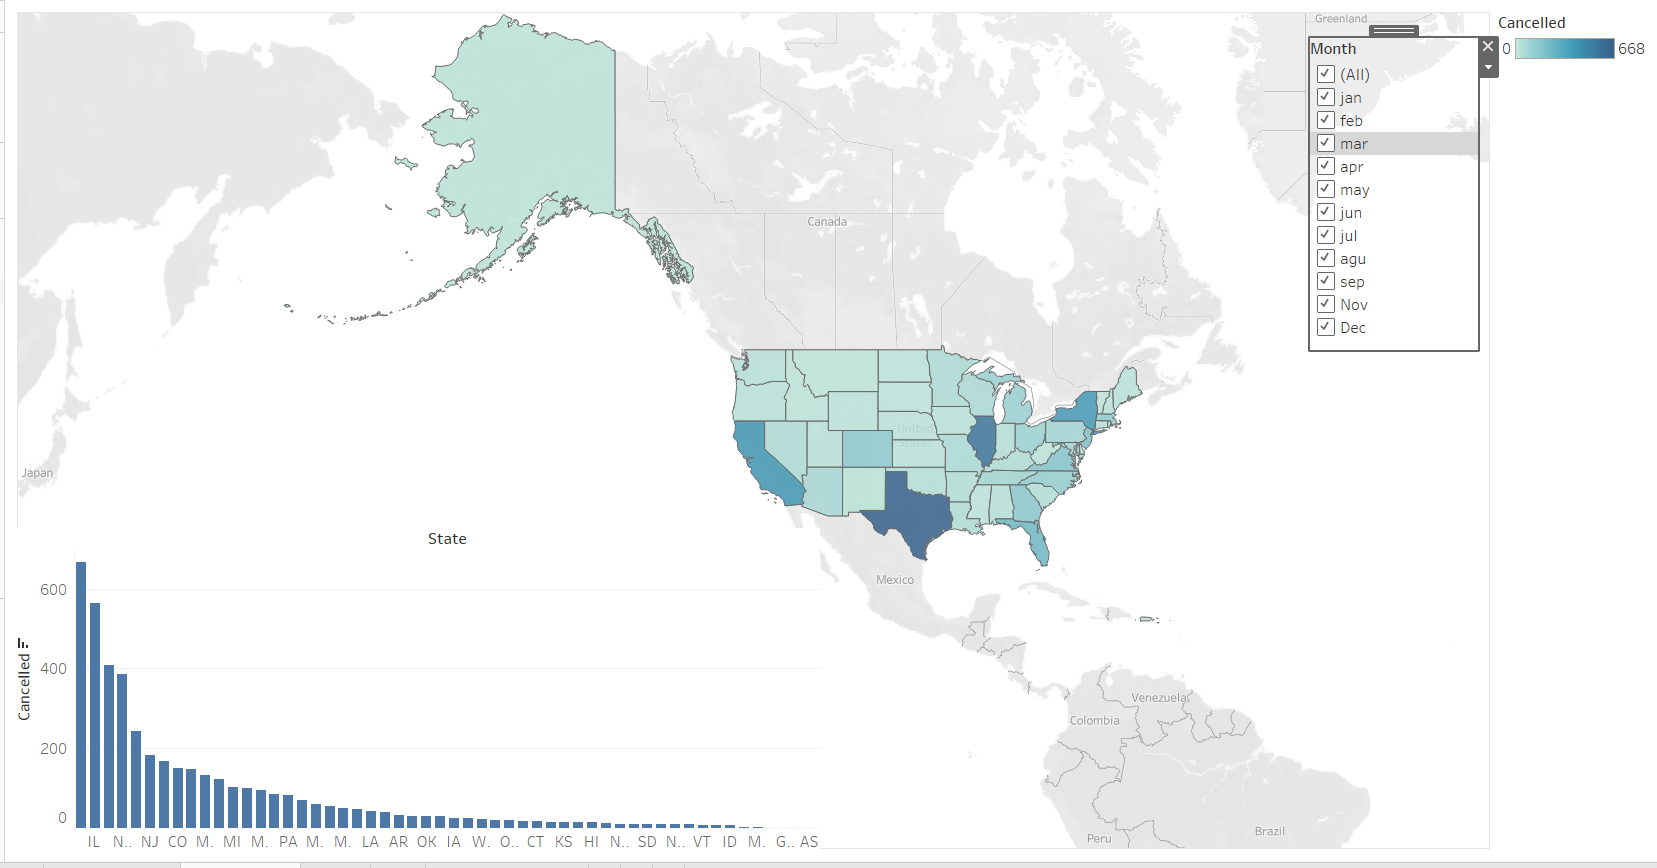 Greenland
Cancelled
0 668
Month
(All)
jan
feb
mar
apr
may
jun
jul
agu
sep
Nov
Dec
Canada
United
States
Japan
State
Mexico
600
400
200
0
Cancelled
Venezuela
Colombia
Brazil
Peru
IL N.. NJ CO M. MI M. PA M. M. LA AR OK IA W. O.. CT KS HI N.. SD N.. VT ID M. G.. AS